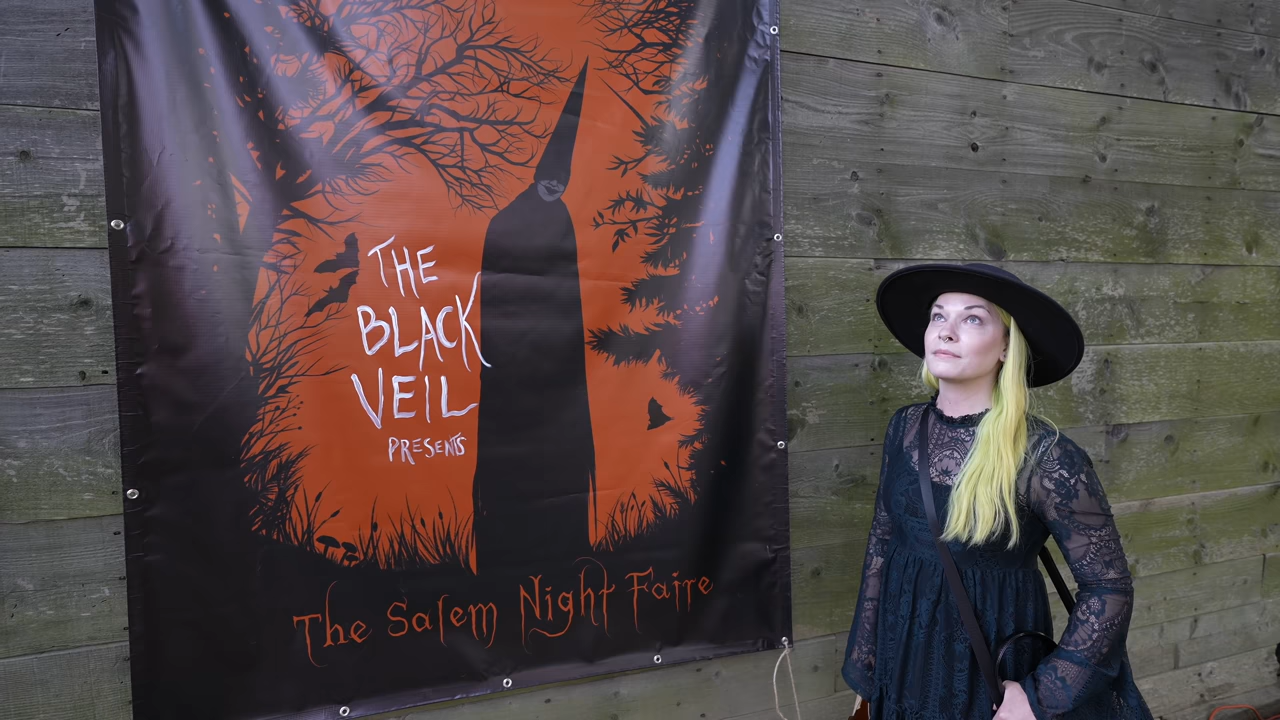 THE
BLACK
VEIL
PRESENTS
The Salem Night Faire